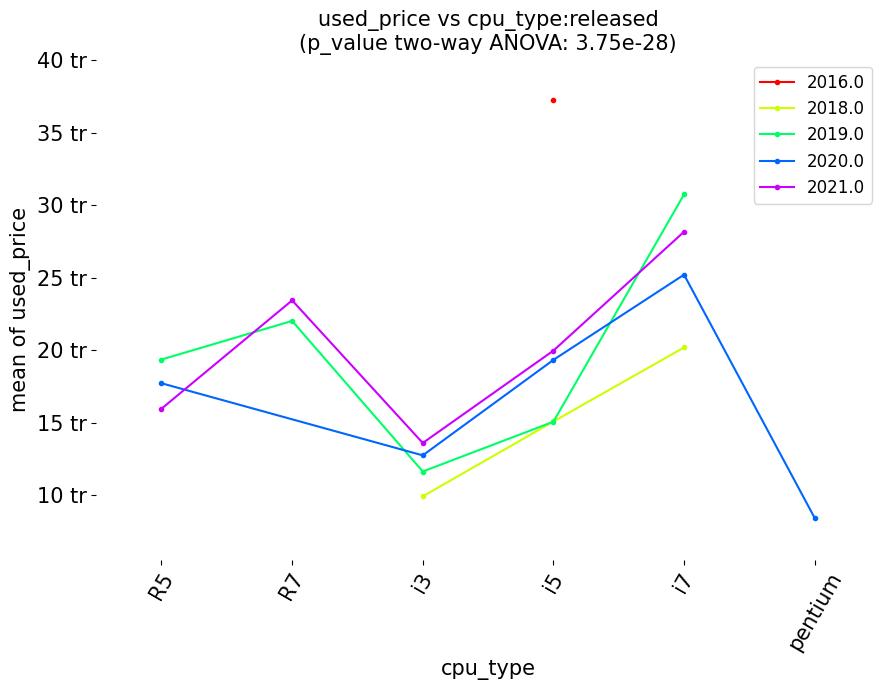 used_price vs cpu_type:released
(p_value two-way ANOVA: 3.75e-28)
40 tr
35 tr
30 tr
25 tr
20 tr
15 tr
10 tr
mean of used_price
2016.0
2018.0
2019.0
2020.0
2021.0
R5
R7
i3
i5
i7
pentium
cpu_type